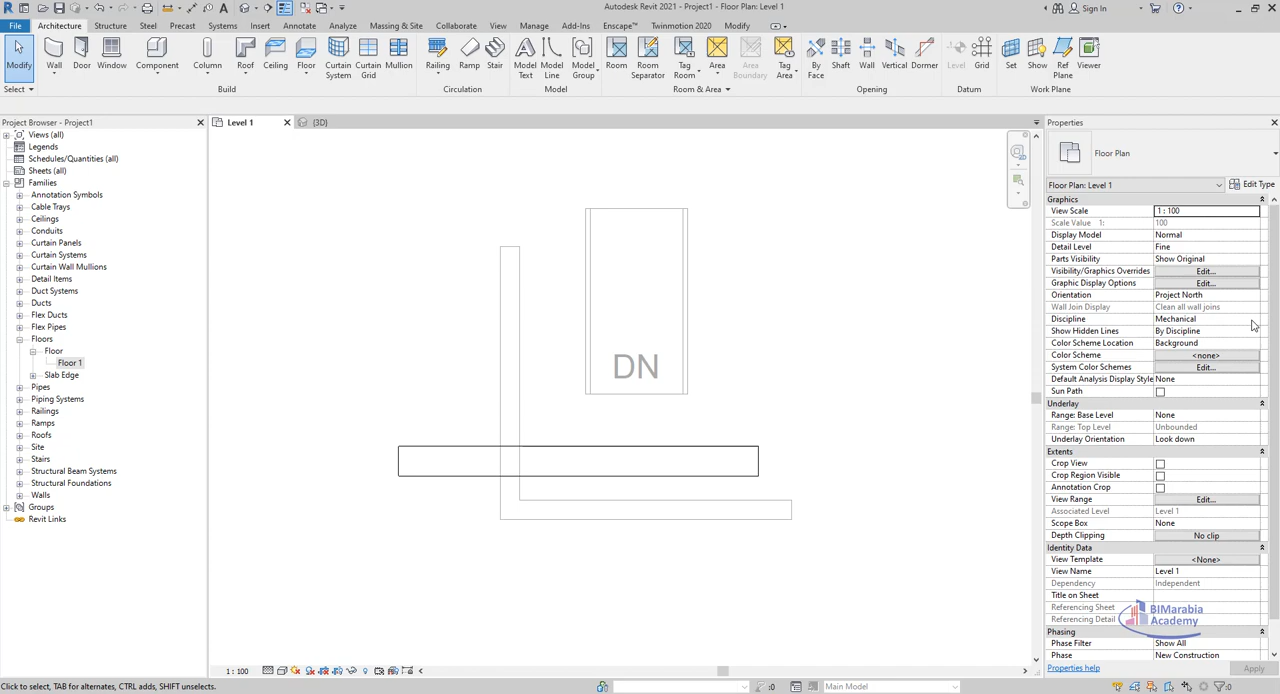 Autodesk Revit 2021 - Project1 - Floor Plan: Level 1
Sign In
File Architecture Structure Steel Precast Systems Insert Annotate Analyze Massing & Site Collaborate View Manage Add-Ins Enscape™ Twinmotion 2020 Modify
Modify Wall Door Window Component Column Roof Ceiling Floor Curtain System Curtain Grid Mullion Railing Ramp Stair Model Text Model Line Model Group Room Room Separator Tag Room Area Area Boundary Tag Area By Face Shaft Wall Vertical Dormer Level Grid Set Show Ref Plane Viewer
Select Build Circulation Model Room & Area Opening Datum Work Plane
Project Browser - Project1
Views (all)
Legends
Schedules/Quantities (all)
Sheets (all)
Families
Annotation Symbols
Cable Trays
Ceilings
Conduits
Curtain Panels
Curtain Systems
Curtain Wall Mullions
Detail Items
Duct Systems
Ducts
Flex Ducts
Flex Pipes
Floors
Floor
Floor 1
Slab Edge
Pipes
Piping Systems
Railings
Ramps
Roofs
Site
Stairs
Structural Beam Systems
Structural Foundations
Walls
Groups
Revit Links
Level 1 {3D}
DN
Properties
Floor Plan
Floor Plan: Level 1 Edit Type
Graphics
View Scale 1 : 100
Scale Value 1: 100
Display Model Normal
Detail Level Fine
Parts Visibility Show Original
Visibility/Graphics Overrides Edit...
Graphic Display Options Edit...
Orientation Project North
Wall Join Display Clean all wall joins
Discipline Mechanical
Show Hidden Lines By Discipline
Color Scheme Location Background
Color Scheme <none>
System Color Schemes Edit...
Default Analysis Display Style None
Sun Path
Underlay
Range: Base Level None
Range: Top Level Unbounded
Underlay Orientation Look down
Extents
Crop View
Crop Region Visible
Annotation Crop
View Range Edit...
Associated Level Level 1
Scope Box None
Depth Clipping No clip
Identity Data
View Template <None>
View Name Level 1
Dependency Independent
Title on Sheet
Referencing Sheet
Referencing Detail
BIMarabia
Academy
Phasing
Phase Filter Show All
Phase New Construction
Properties help Apply
1 : 100
Click to select, TAB for alternates, CTRL adds, SHIFT unselects. :0 Main Model :0